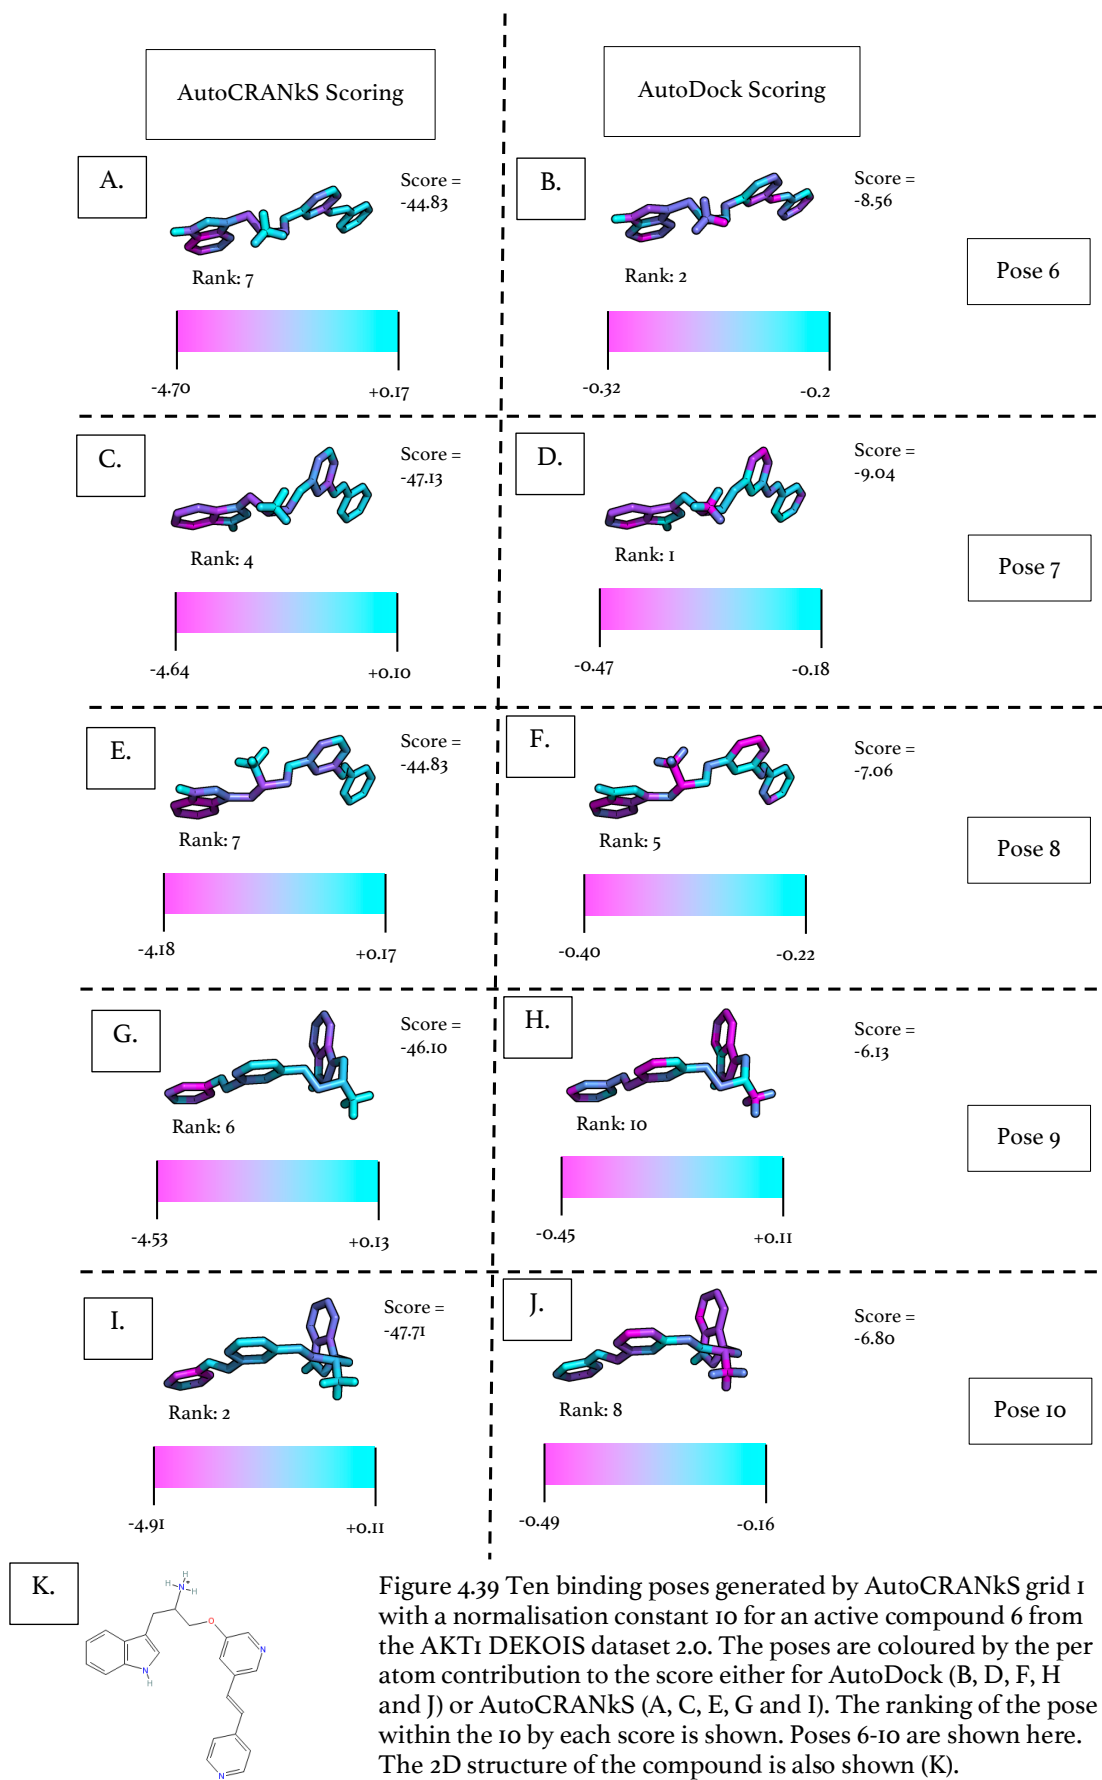 AutoCRANkS Scoring
AutoDock Scoring
A.
Score =
-44.83
Rank: 7
-4.70
+0.17
B.
Score =
-8.56
Rank: 2
-0.32
-0.2
Pose 6
C.
Score =
-47.13
Rank: 4
-4.64
+0.10
D.
Score =
-9.04
Rank: 1
-0.47
-0.18
Pose 7
E.
Score =
-44.83
Rank: 7
-4.18
+0.17
F.
Score =
-7.06
Rank: 5
-0.40
-0.22
Pose 8
G.
Score =
-46.10
Rank: 6
-4.53
+0.13
H.
Score =
-6.13
Rank: 10
-0.45
+0.11
Pose 9
I.
Score =
-47.71
Rank: 2
-4.91
+0.11
J.
Score =
-6.80
Rank: 8
-0.49
-0.16
Pose 10
K.
H
H N+ H
O
N
N
H
N
Figure 4.39 Ten binding poses generated by AutoCRANkS grid 1
with a normalisation constant 10 for an active compound 6 from
the AKT1 DEKOIS dataset 2.0. The poses are coloured by the per
atom contribution to the score either for AutoDock (B, D, F, H
and J) or AutoCRANkS (A, C, E, G and I). The ranking of the pose
within the 10 by each score is shown. Poses 6-10 are shown here.
The 2D structure of the compound is also shown (K).